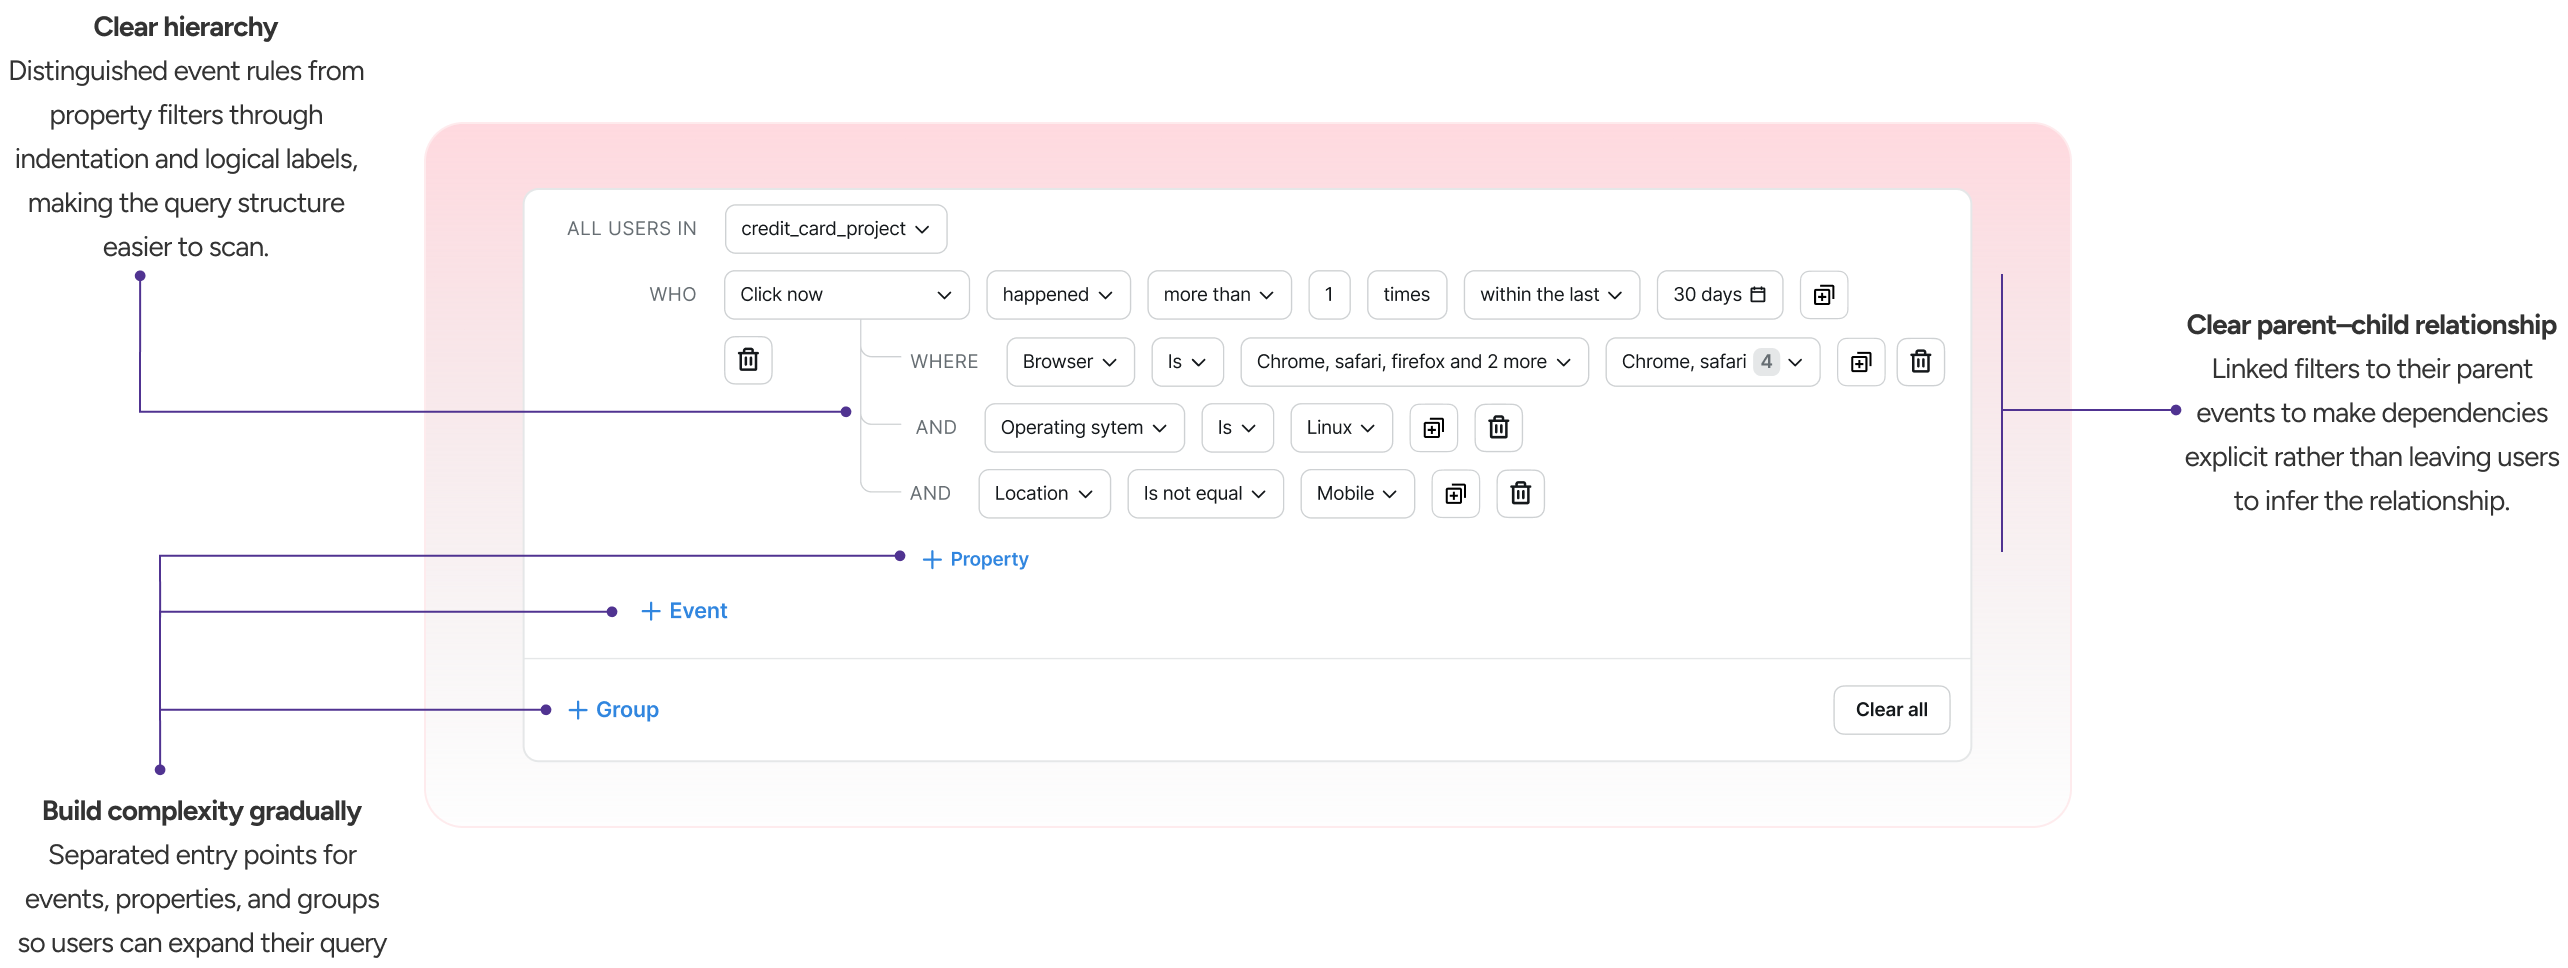 Clear hierarchy
Distinguished event rules from
property filters through
indentation and logical labels,
making the query structure
easier to scan.
ALL USERS IN credit_card_project
WHO Click now happened more than 1 times within the last 30 days
WHERE Browser Is Chrome, safari, firefox and 2 more Chrome, safari 4
AND Operating sytem Is Linux
AND Location Is not equal Mobile
+ Property
+ Event
+ Group
Clear all
Clear parent–child relationship
Linked filters to their parent
events to make dependencies
explicit rather than leaving users
to infer the relationship.
Build complexity gradually
Separated entry points for
events, properties, and groups
so users can expand their query